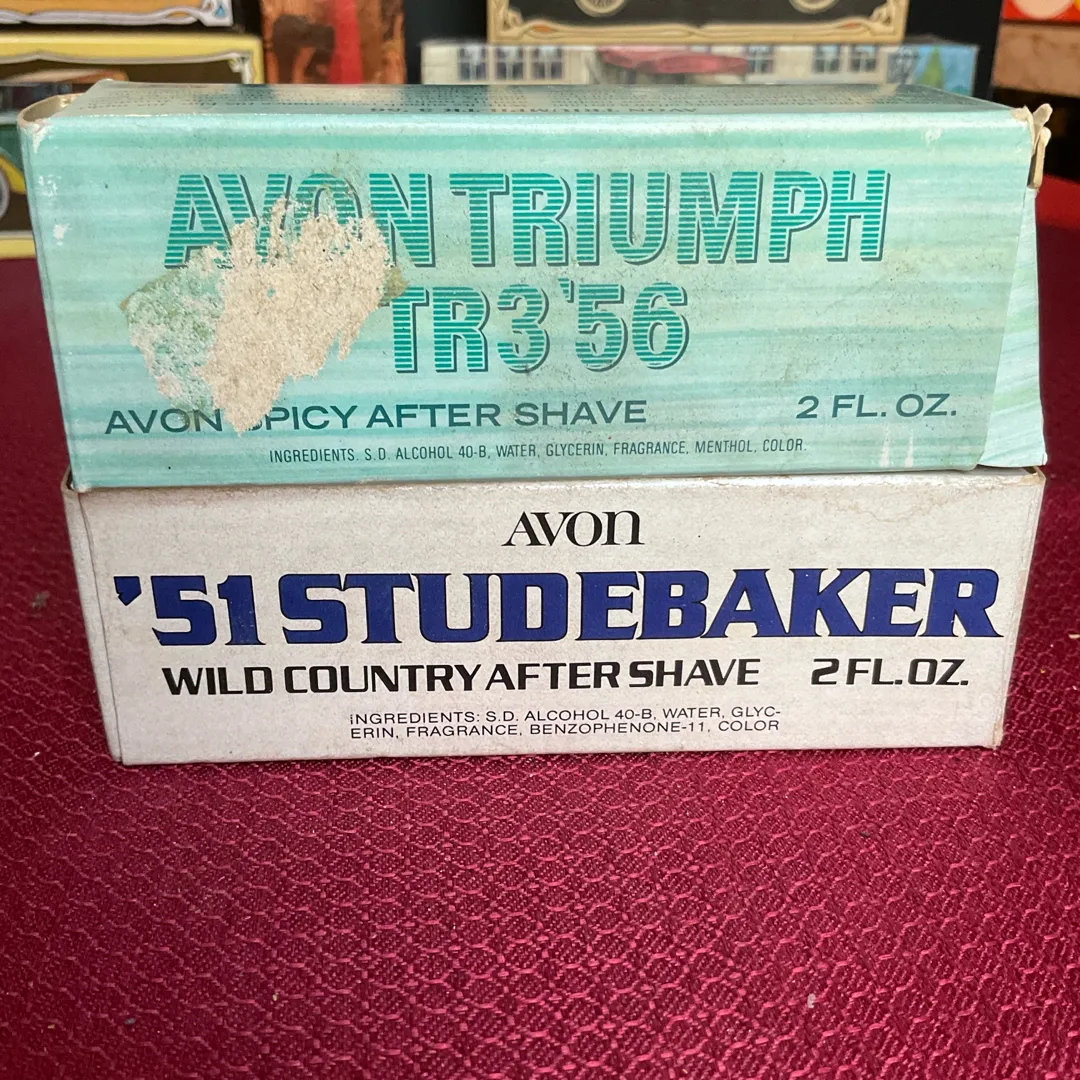 AVON TRIUMPH
TR3 '56
AVON SPICY AFTER SHAVE 2 FL. OZ.
INGREDIENTS. S.D. ALCOHOL 40-B, WATER, GLYCERIN, FRAGRANCE, MENTHOL, COLOR.
AVON
'51 STUDEBAKER
WILD COUNTRY AFTER SHAVE 2 FL. OZ.
INGREDIENTS: S.D. ALCOHOL 40-B, WATER, GLYC-
ERIN, FRAGRANCE, BENZOPHENONE-11, COLOR